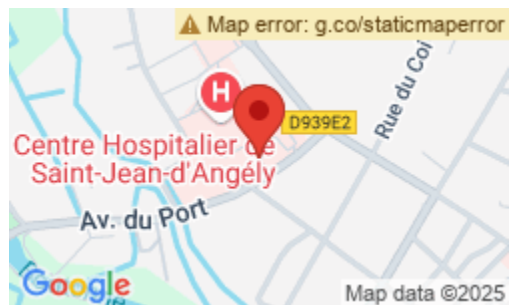 ⚠ Map error: g.co/staticmaperror
H
D939E2
Rue du Coi
Centre Hospitalier de
Saint-Jean-d'Angély
Av. du Port
Google
Map data ©2025